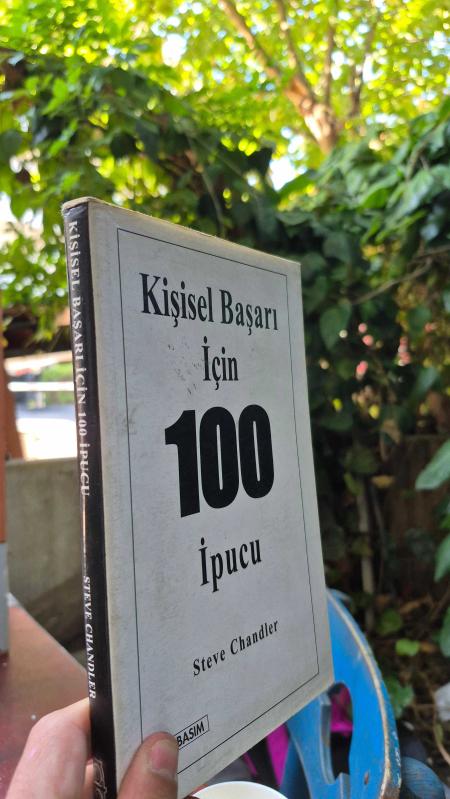 KİŞİSEL BAŞARI İÇİN 100 İPUCU
STEVE CHANDLER
Kişisel Başarı
İçin
100
İpucu
Steve Chandler
BASIM